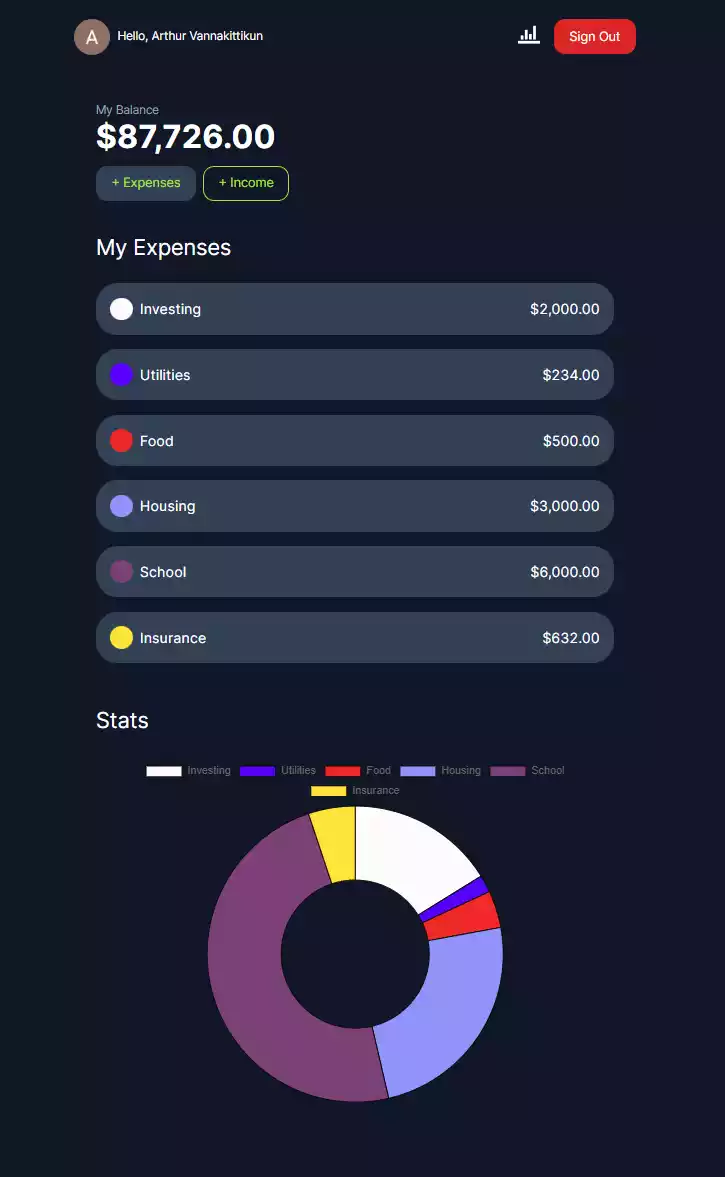 A Hello, Arthur Vannakittikun Sign Out
My Balance
$87,726.00
+ Expenses + Income
My Expenses
Investing $2,000.00
Utilities $234.00
Food $500.00
Housing $3,000.00
School $6,000.00
Insurance $632.00
Stats
Investing Utilities Food Housing School
Insurance